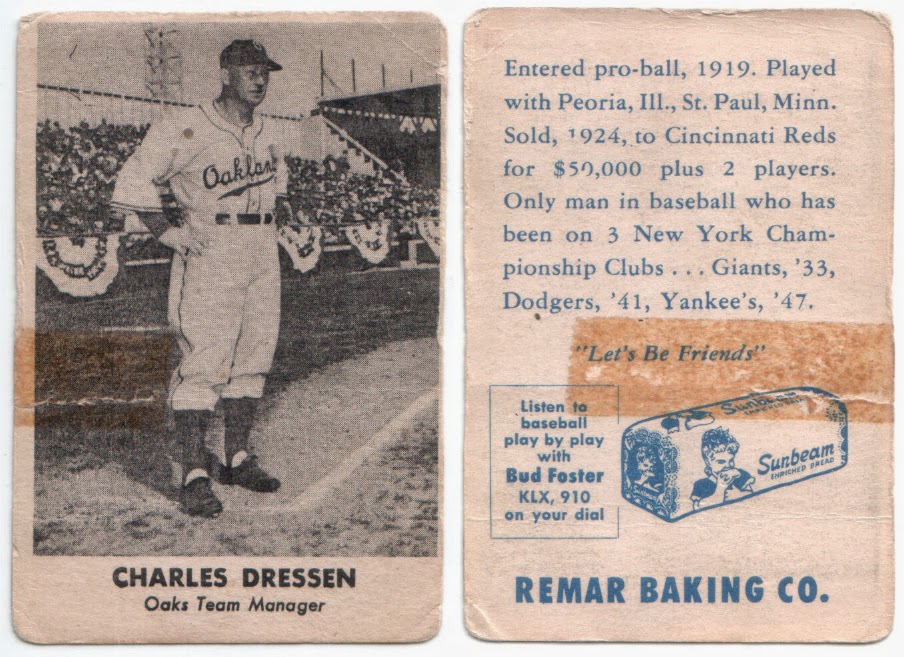 Oakland
CHARLES DRESSEN
Oaks Team Manager
Entered pro-ball, 1919. Played
with Peoria, Ill., St. Paul, Minn.
Sold, 1924, to Cincinnati Reds
for $50,000 plus 2 players.
Only man in baseball who has
been on 3 New York Cham-
pionship Clubs . . . Giants, '33,
Dodgers, '41, Yankee's, '47.
"Let's Be Friends"
Listen to
baseball
play by play
with
Bud Foster
KLX, 910
on your dial
Sunbeam
Sunbeam
ENRICHED BREAD
REMAR BAKING CO.